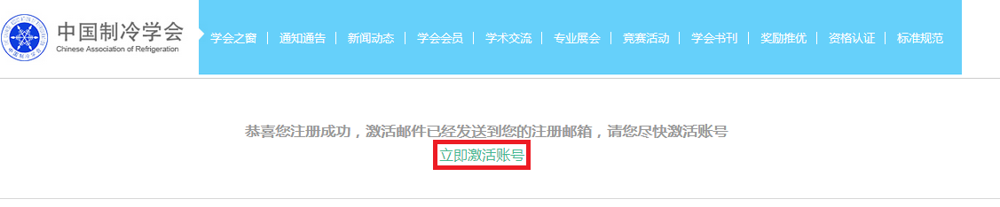 中国制冷学会
Chinese Association of Refrigeration
学会之窗 通知通告 新闻动态 学会会员 学术交流 专业展会 竞赛活动 学会书刊 奖励推优 资格认证 标准规范
恭喜您注册成功，激活邮件已经发送到您的注册邮箱，请您尽快激活账号
立即激活账号